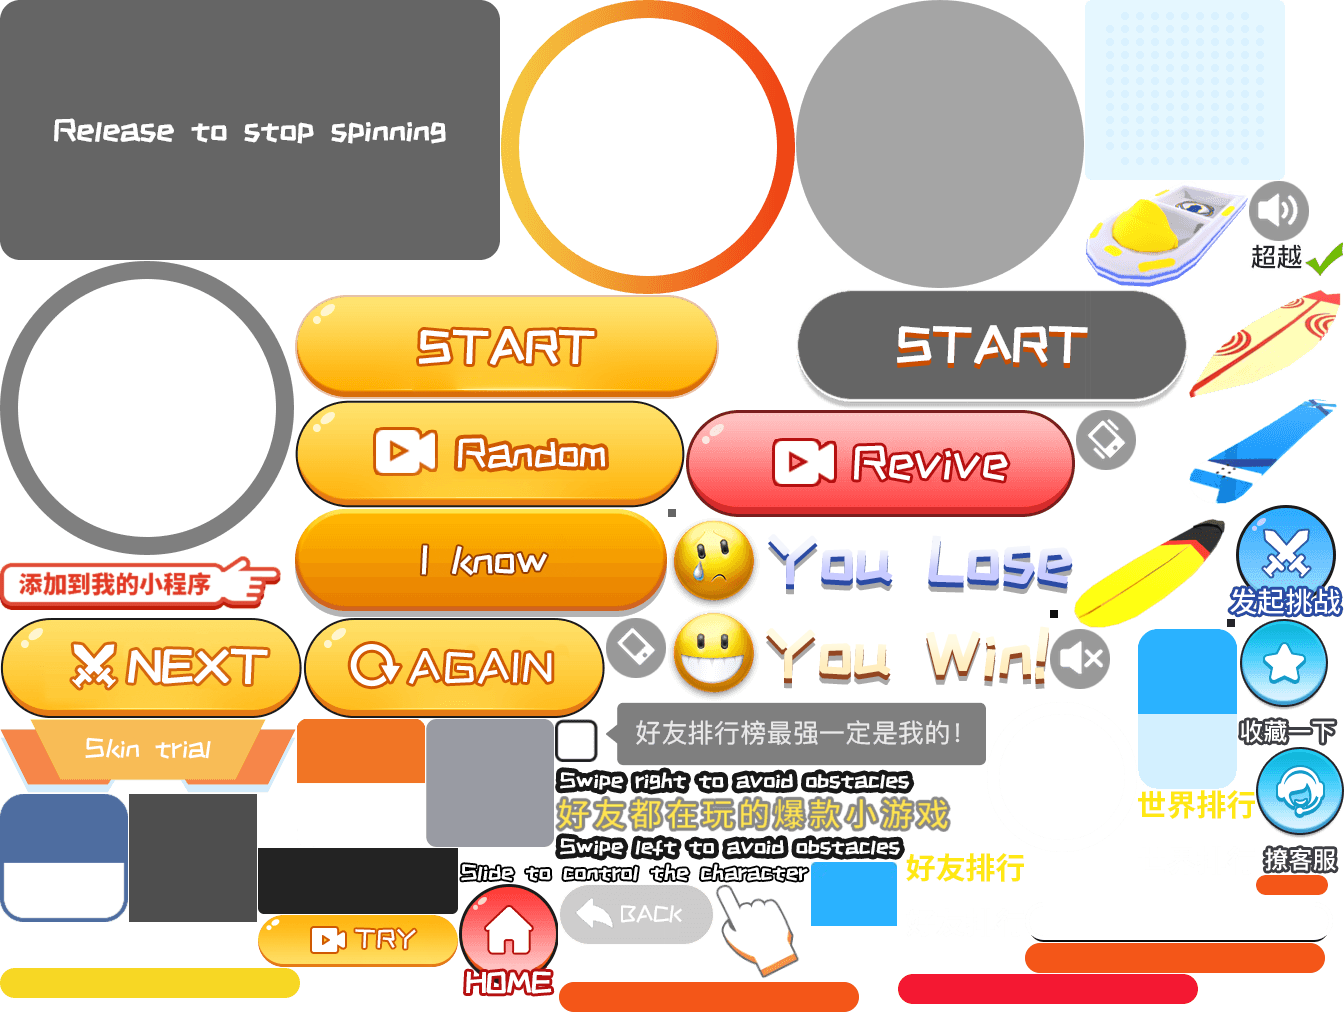 Release to stop spinning
超越
START
START
Random
Revive
I know
You Lose
添加到我的小程序
发起挑战
NEXT
AGAIN
You Win!
Skin trial
好友排行榜最强一定是我的!
收藏一下
Swipe right to avoid obstacles
好友都在玩的爆款小游戏
世界排行
Swipe left to avoid obstacles
Slide to control the character
好友排行
撩客服
BACK
TRY
HOME